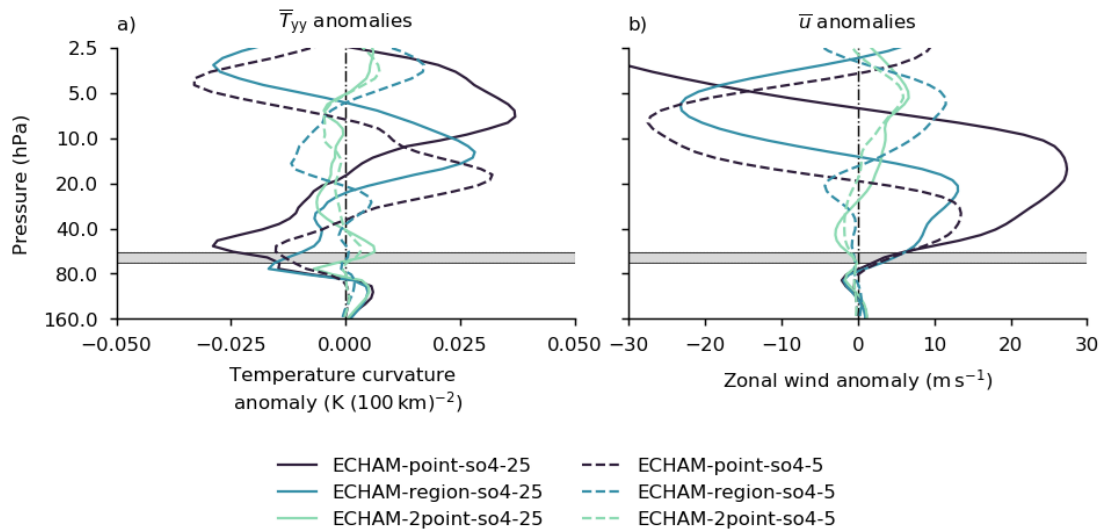 a)
T̅yy anomalies
b)
u̅ anomalies
2.5
5.0
10.0
20.0
40.0
80.0
160.0
Pressure (hPa)
−0.050 −0.025 0.000 0.025 0.050
−30 −20 −10 0 10 20 30
Temperature curvature
anomaly (K (100 km)⁻²)
Zonal wind anomaly (m s⁻¹)
ECHAM-point-so4-25
ECHAM-region-so4-25
ECHAM-2point-so4-25
ECHAM-point-so4-5
ECHAM-region-so4-5
ECHAM-2point-so4-5